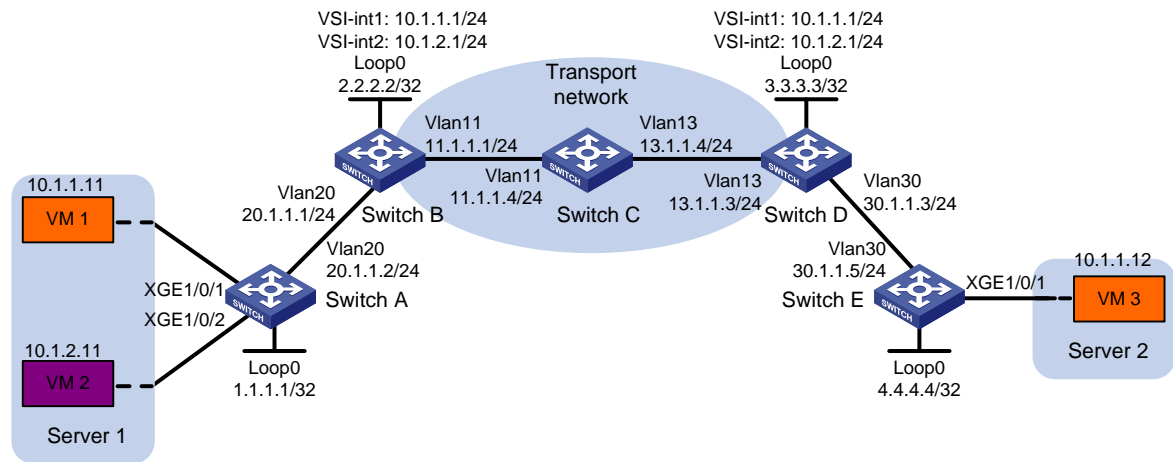 VSI-int1: 10.1.1.1/24
VSI-int2: 10.1.2.1/24
Loop0
2.2.2.2/32
VSI-int1: 10.1.1.1/24
VSI-int2: 10.1.2.1/24
Loop0
3.3.3.3/32
Transport
network
Vlan11
11.1.1.1/24
Vlan13
13.1.1.4/24
SWITCH
SWITCH
SWITCH
Vlan11
11.1.1.4/24
Vlan13
13.1.1.3/24
Switch B
Switch C
Switch D
Vlan20
20.1.1.1/24
Vlan30
30.1.1.3/24
10.1.1.11
VM 1
Vlan20
20.1.1.2/24
Vlan30
30.1.1.5/24
XGE1/0/1
SWITCH
Switch A
XGE1/0/2
Switch E
SWITCH
XGE1/0/1
10.1.1.12
VM 3
Server 2
10.1.2.11
VM 2
Server 1
Loop0
1.1.1.1/32
Loop0
4.4.4.4/32